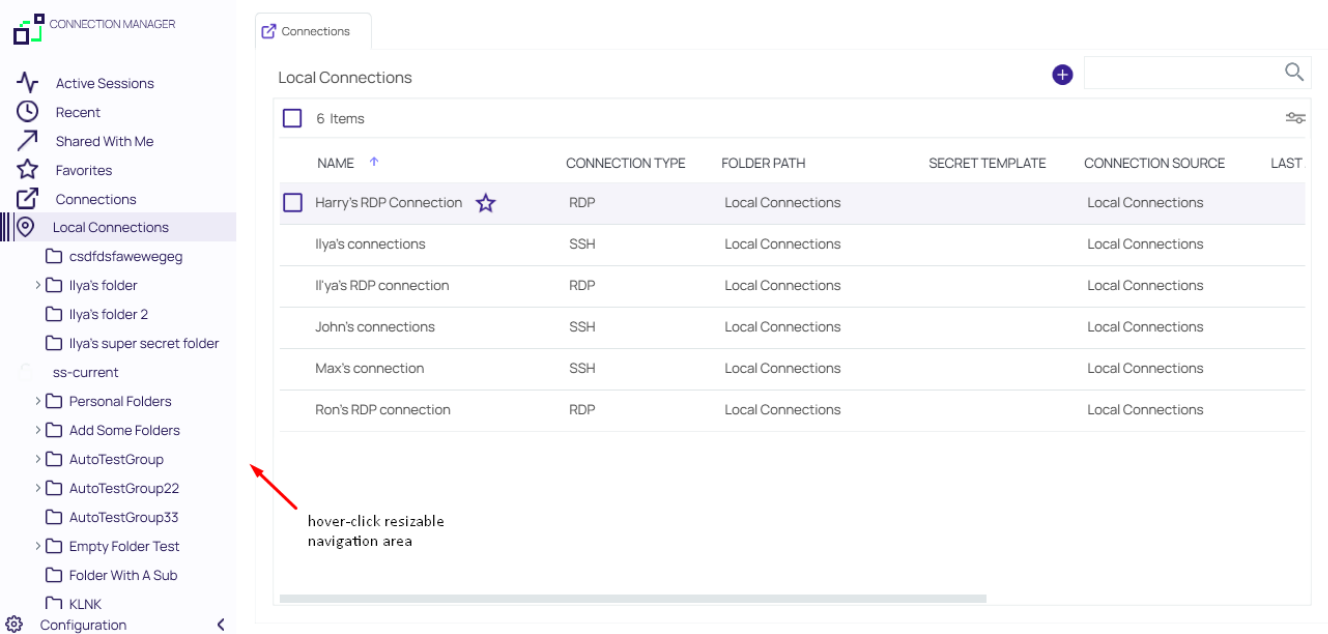 CONNECTION MANAGER
Active Sessions
Recent
Shared With Me
Favorites
Connections
Local Connections
csdfdsfawewegeg
Ilya's folder
Ilya's folder 2
Ilya's super secret folder
ss-current
Personal Folders
Add Some Folders
AutoTestGroup
AutoTestGroup22
AutoTestGroup33
Empty Folder Test
Folder With A Sub
KLNK
Configuration
Connections
Local Connections
6 Items
NAME CONNECTION TYPE FOLDER PATH SECRET TEMPLATE CONNECTION SOURCE LAST
Harry's RDP Connection RDP Local Connections Local Connections
Ilya's connections SSH Local Connections Local Connections
Il'ya's RDP connection RDP Local Connections Local Connections
John's connections SSH Local Connections Local Connections
Max's connection SSH Local Connections Local Connections
Ron's RDP connection RDP Local Connections Local Connections
hover-click resizable
navigation area